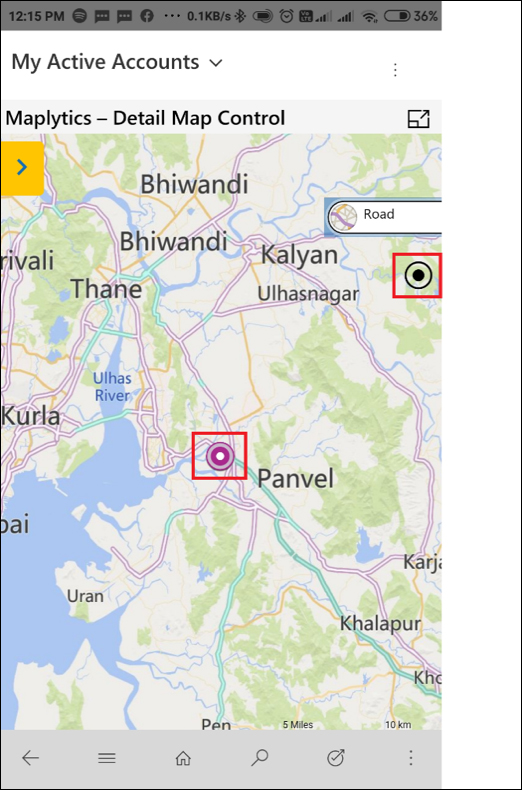 12:15 PM ... 0.1KB/s 36%
My Active Accounts
Maplytics – Detail Map Control
Bhiwandi
Road
Bhiwandi
Kalyan
rivali
Thane
Ulhasnagar
Ulhas
River
Kurla
Panvel
bai
Karja
Uran
Khalapur
Kho
Pen
5 Miles 10 km